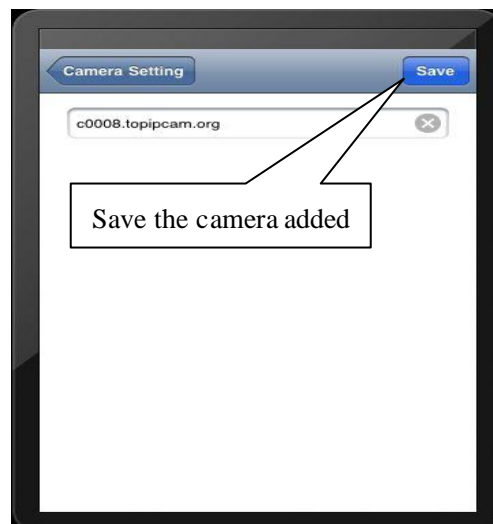 Camera Setting
Save
c0008.topipcam.org
Save the camera added